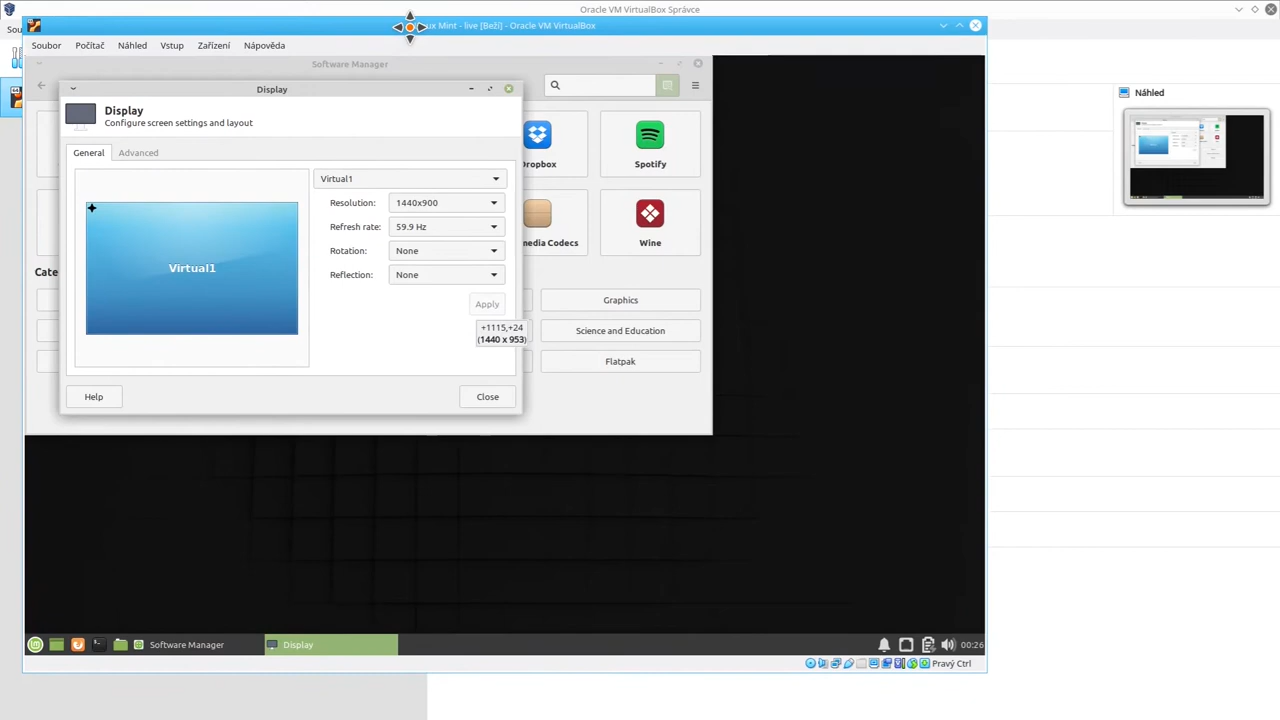 Oracle VM VirtualBox Správce
Sou
ux Mint - live [Beží] - Oracle VM VirtualBox
Soubor Počítač Náhled Vstup Zařízení Nápověda
Software Manager
Náhled
Display
Display
Configure screen settings and layout
Dropbox
Spotify
General Advanced
Virtual1
Resolution: 1440x900
Refresh rate: 59.9 Hz
Rotation: None
Reflection: None
Virtual1
media Codecs
Wine
Cate
Apply
Graphics
+1115,+24
(1440 x 953)
Science and Education
Flatpak
Help
Close
Software Manager
Display
00:26
Pravý Ctrl